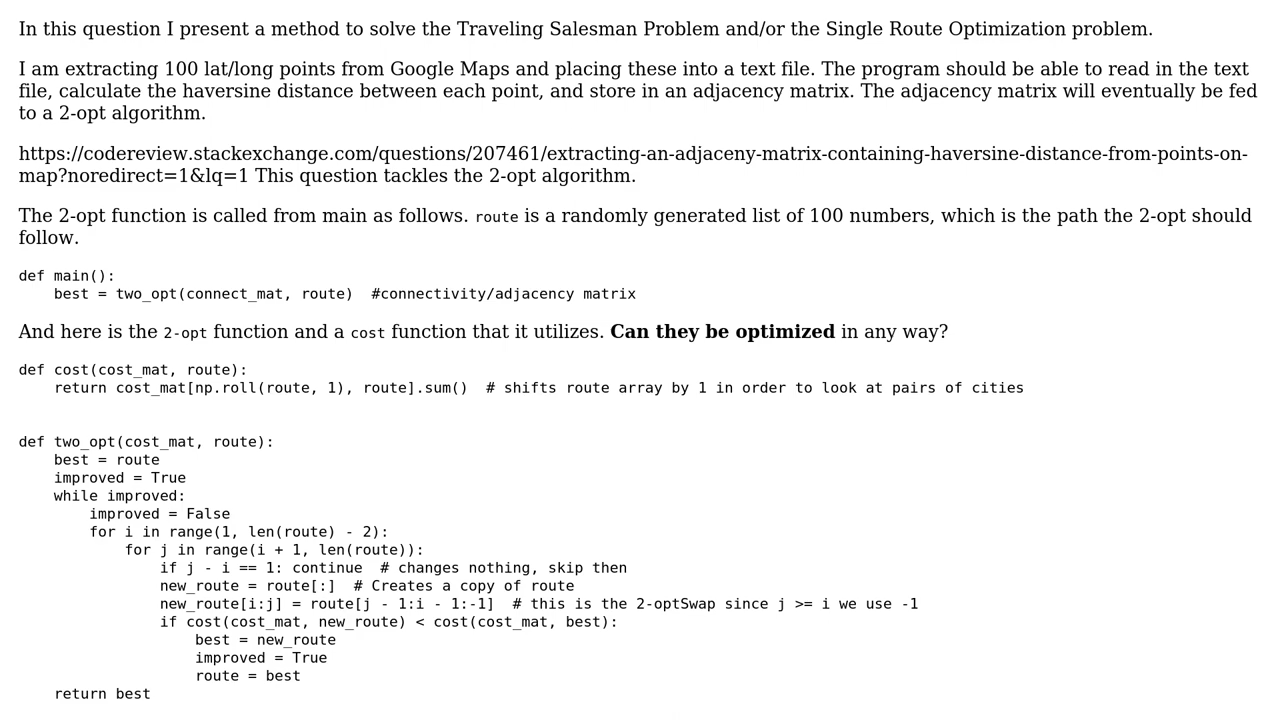 In this question I present a method to solve the Traveling Salesman Problem and/or the Single Route Optimization problem.
I am extracting 100 lat/long points from Google Maps and placing these into a text file. The program should be able to read in the text
file, calculate the haversine distance between each point, and store in an adjacency matrix. The adjacency matrix will eventually be fed
to a 2-opt algorithm.
https://codereview.stackexchange.com/questions/207461/extracting-an-adjaceny-matrix-containing-haversine-distance-from-points-on-
map?noredirect=1&lq=1 This question tackles the 2-opt algorithm.
The 2-opt function is called from main as follows. route is a randomly generated list of 100 numbers, which is the path the 2-opt should
follow.
def main():
    best = two_opt(connect_mat, route)  #connectivity/adjacency matrix
And here is the 2-opt function and a cost function that it utilizes. Can they be optimized in any way?
def cost(cost_mat, route):
    return cost_mat[np.roll(route, 1), route].sum()  # shifts route array by 1 in order to look at pairs of cities
def two_opt(cost_mat, route):
    best = route
    improved = True
    while improved:
        improved = False
        for i in range(1, len(route) - 2):
            for j in range(i + 1, len(route)):
                if j - i == 1: continue  # changes nothing, skip then
                new_route = route[:]  # Creates a copy of route
                new_route[i:j] = route[j - 1:i - 1:-1]  # this is the 2-optSwap since j >= i we use -1
                if cost(cost_mat, new_route) < cost(cost_mat, best):
                    best = new_route
                    improved = True
                    route = best
    return best